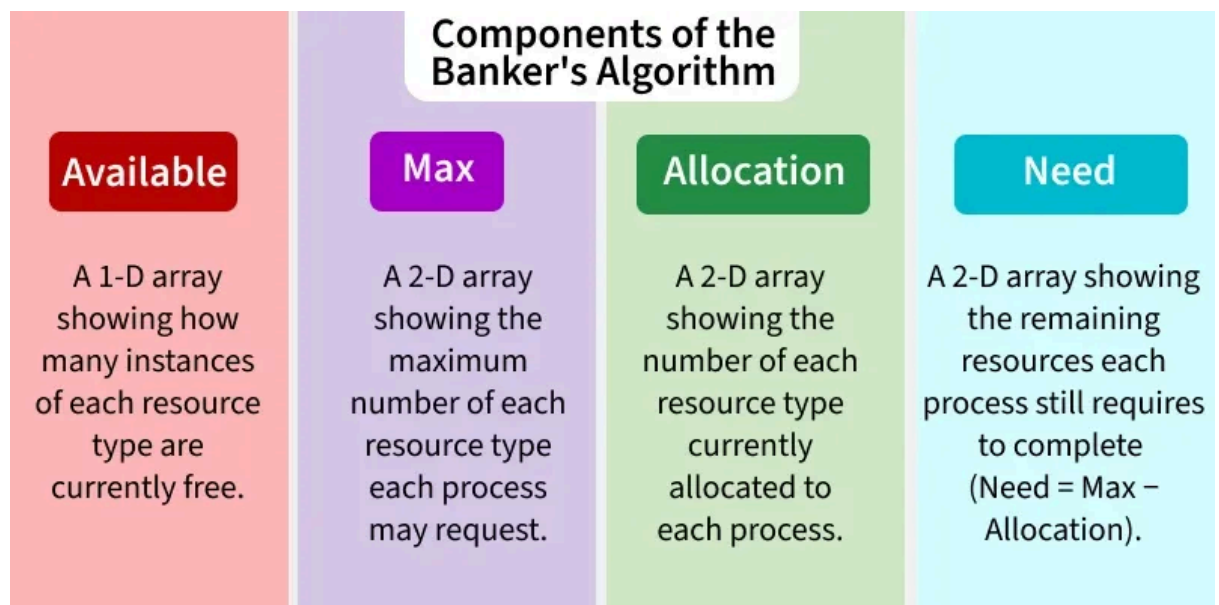 Components of the
Banker's Algorithm
Available
A 1-D array
showing how
many instances
of each resource
type are
currently free.
Max
A 2-D array
showing the
maximum
number of each
resource type
each process
may request.
Allocation
A 2-D array
showing the
number of each
resource type
currently
allocated to
each process.
Need
A 2-D array showing
the remaining
resources each
process still requires
to complete
(Need = Max −
Allocation).